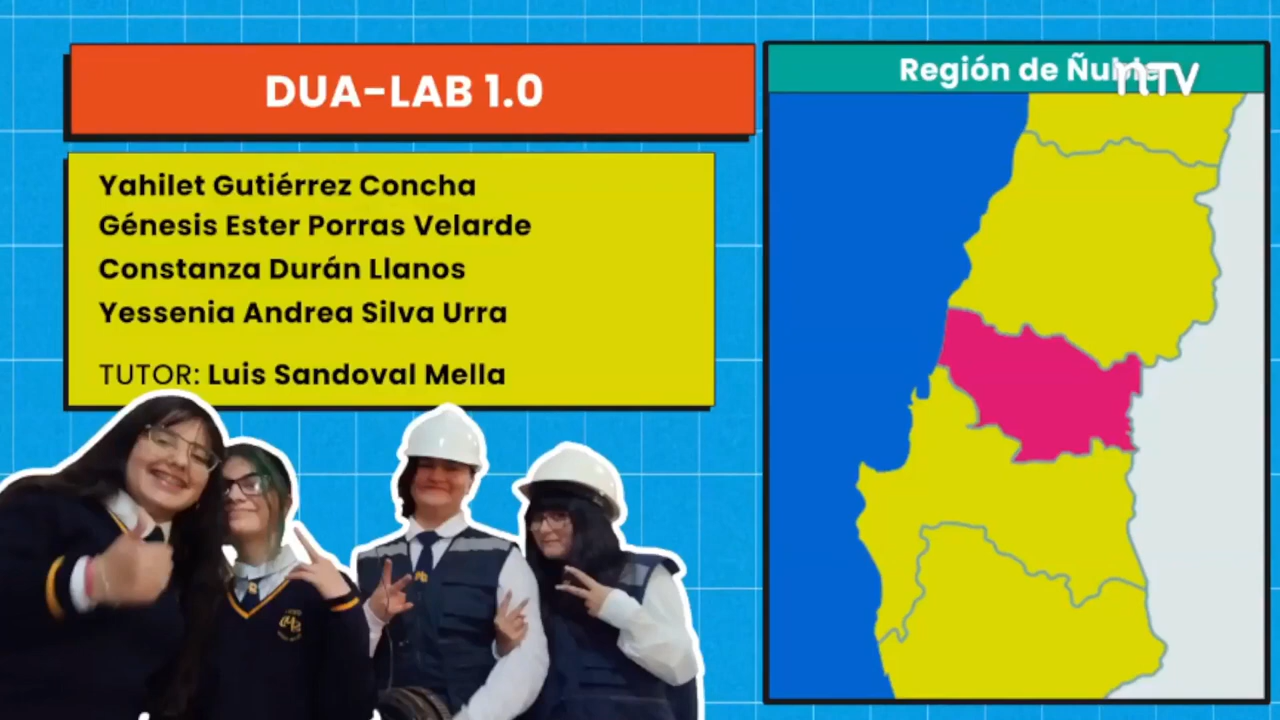 DUA-LAB 1.0
Yahilet Gutiérrez Concha
Génesis Ester Porras Velarde
Constanza Durán Llanos
Yessenia Andrea Silva Urra
TUTOR: Luis Sandoval Mella
Región de Ñuble
nTV